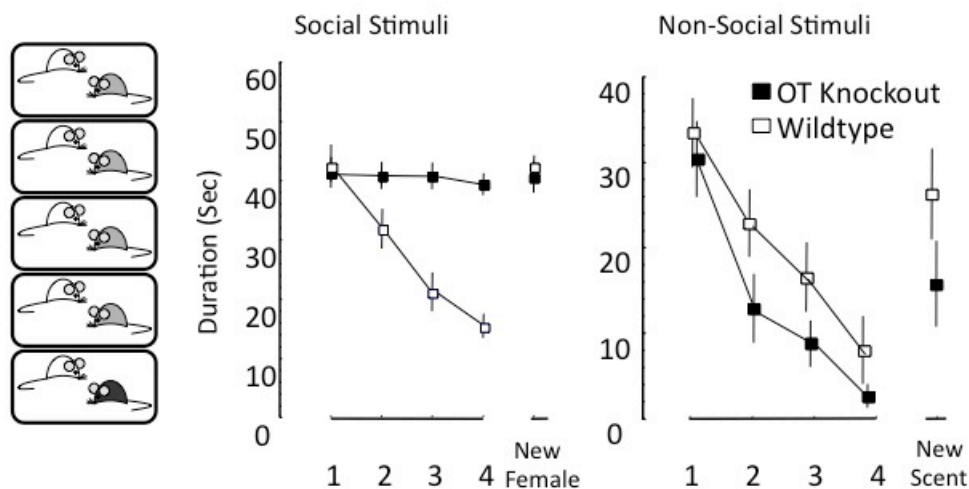 Social Stimuli
Duration (Sec)
60
50
40
30
20
10
0
1 2 3 4
New
Female
Non-Social Stimuli
OT Knockout
Wildtype
40
30
20
10
0
1 2 3 4
New
Scent